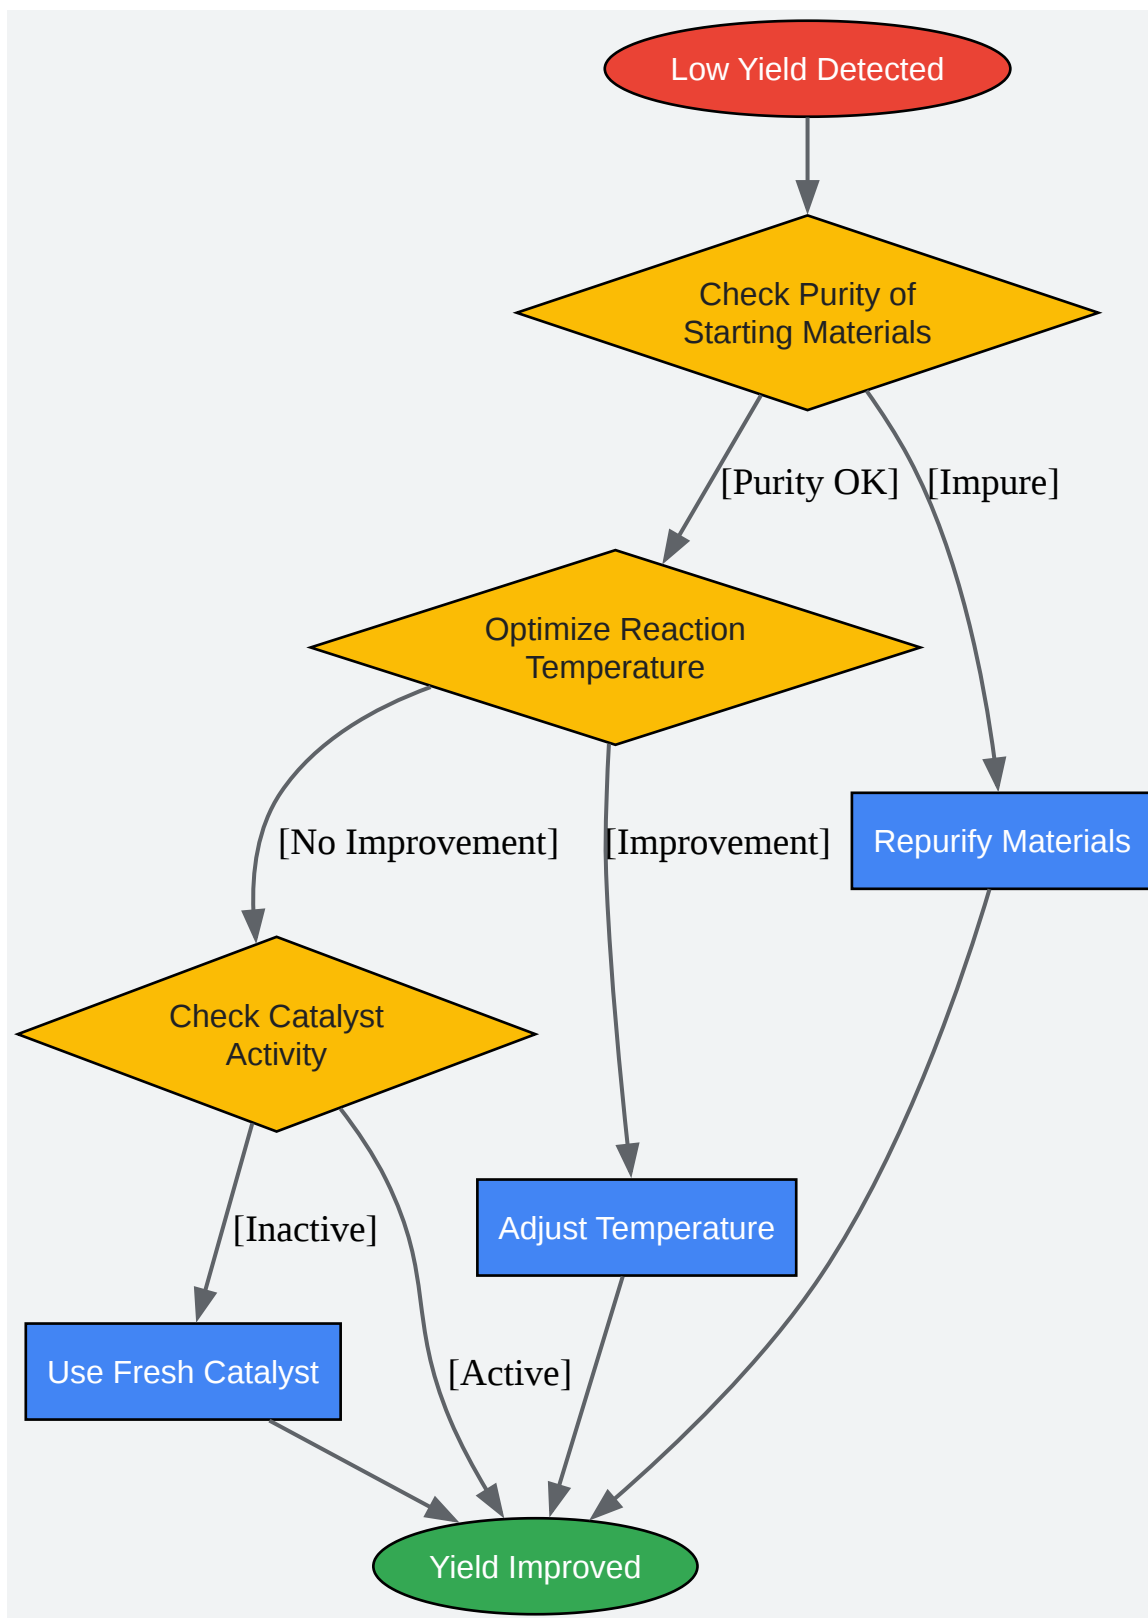 Low Yield Detected
Check Purity of
Starting Materials
[Purity OK]
[Impure]
Optimize Reaction
Temperature
[No Improvement]
[Improvement]
Repurify Materials
Check Catalyst
Activity
[Inactive]
Adjust Temperature
Use Fresh Catalyst
[Active]
Yield Improved